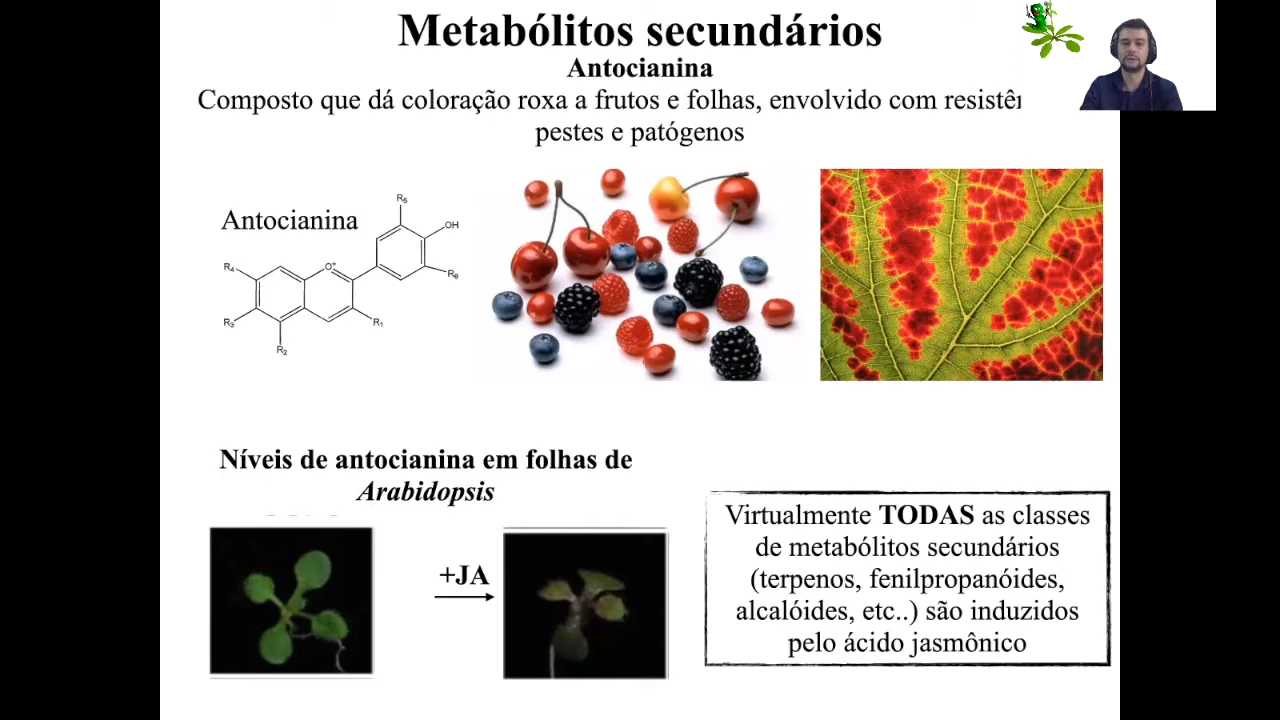 Metabólitos secundários
Antocianina
Composto que dá coloração roxa a frutos e folhas, envolvido com
pestes e patógenos
Antocianina
R₅
OH
R₄
O⁺
R₆
R₃
R₁
R₂
Níveis de antocianina em folhas de
Arabidopsis
+JA
Virtualmente TODAS as classes
de metabólitos secundários
(terpenos, fenilpropanóides,
alcalóides, etc..) são induzidos
pelo ácido jasmônico